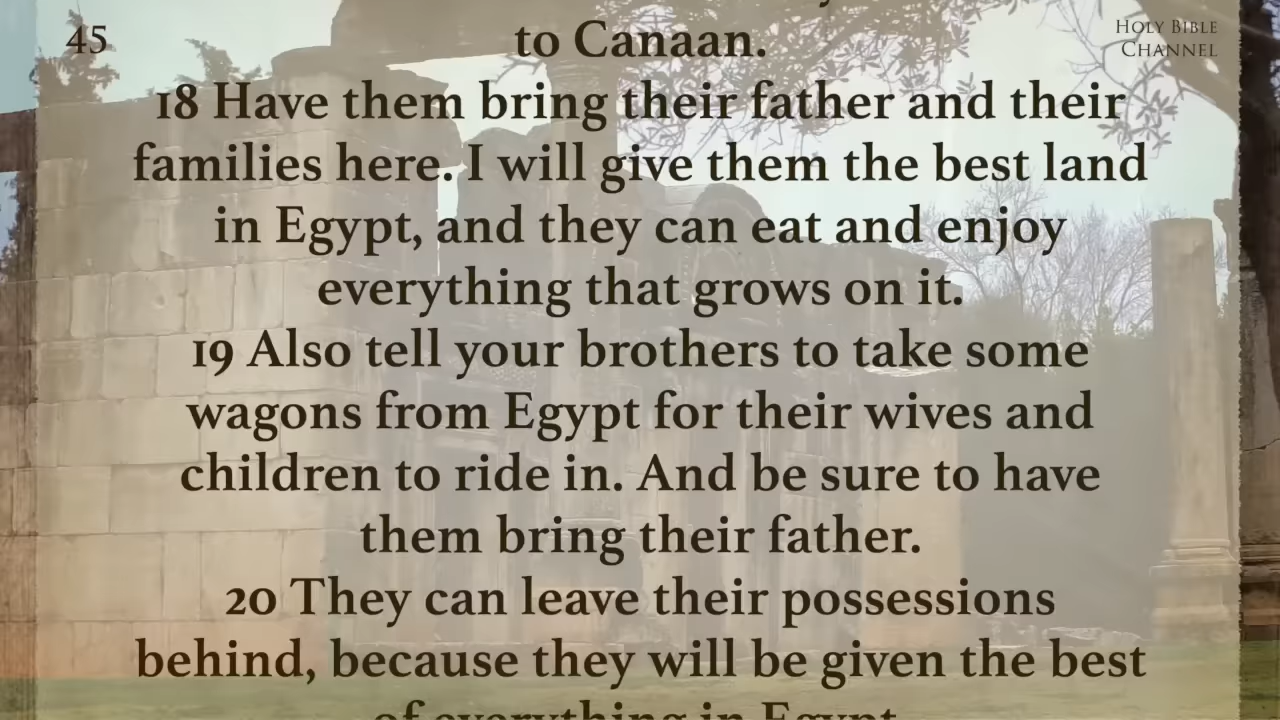 45
HOLY BIBLE
CHANNEL
to Canaan.
18 Have them bring their father and their
families here. I will give them the best land
in Egypt, and they can eat and enjoy
everything that grows on it.
19 Also tell your brothers to take some
wagons from Egypt for their wives and
children to ride in. And be sure to have
them bring their father.
20 They can leave their possessions
behind, because they will be given the best
of everything in Egypt.